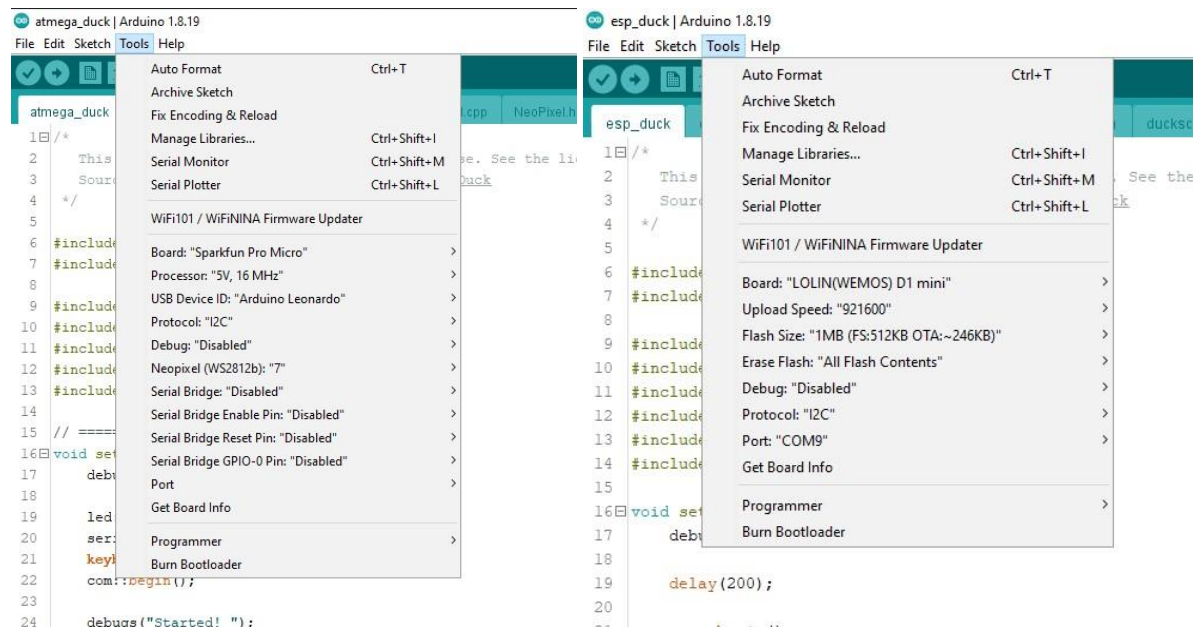 atmega_duck | Arduino 1.8.19
File Edit Sketch Tools Help
atmega_duck
.cpp
NeoPixel.h
Auto Format Ctrl+T
Archive Sketch
Fix Encoding & Reload
Manage Libraries... Ctrl+Shift+I
Serial Monitor Ctrl+Shift+M
Serial Plotter Ctrl+Shift+L
WiFi101 / WiFiNINA Firmware Updater
Board: "Sparkfun Pro Micro"
Processor: "5V, 16 MHz"
USB Device ID: "Arduino Leonardo"
Protocol: "I2C"
Debug: "Disabled"
Neopixel (WS2812b): "7"
Serial Bridge: "Disabled"
Serial Bridge Enable Pin: "Disabled"
Serial Bridge Reset Pin: "Disabled"
Serial Bridge GPIO-0 Pin: "Disabled"
Port
Get Board Info
Programmer
Burn Bootloader
1 /*
2 This se. See the li
3 Sour Duck
4 */
5
6 #include
7 #include
8
9 #include
10 #include
11 #include
12 #include
13 #include
14
15 // =====
16 void set
17 debu
18
19 led
20 seri
21 keyb
22 com::begin();
23
24 debugs("Started! ");
esp_duck | Arduino 1.8.19
File Edit Sketch Tools Help
esp_duck
ducksc
Auto Format Ctrl+T
Archive Sketch
Fix Encoding & Reload
Manage Libraries... Ctrl+Shift+I
Serial Monitor Ctrl+Shift+M
Serial Plotter Ctrl+Shift+L
WiFi101 / WiFiNINA Firmware Updater
Board: "LOLIN(WEMOS) D1 mini"
Upload Speed: "921600"
Flash Size: "1MB (FS:512KB OTA:~246KB)"
Erase Flash: "All Flash Contents"
Debug: "Disabled"
Protocol: "I2C"
Port: "COM9"
Get Board Info
Programmer
Burn Bootloader
1 /*
2 This . See the
3 Sour ck
4 */
5
6 #include
7 #include
8
9 #include
10 #include
11 #include
12 #include
13 #include
14 #include
15
16 void set
17 debu
18
19 delay(200);
20